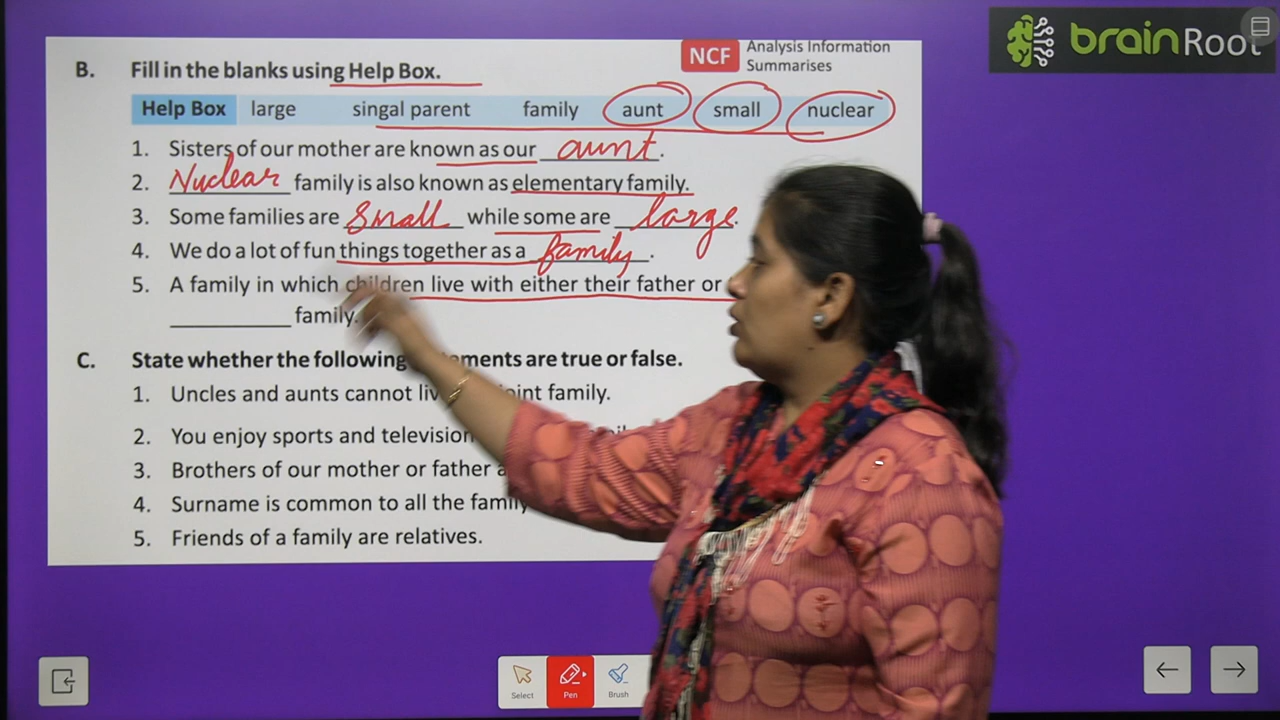 brainRoot
NCF Analysis Information
Summarises
B. Fill in the blanks using Help Box.
Help Box large singal parent family aunt small nuclear
1. Sisters of our mother are known as our aunt.
2. Nuclear family is also known as elementary family.
3. Some families are small while some are large.
4. We do a lot of fun things together as a family.
5. A family in which children live with either their father or
family.
C. State whether the following statements are true or false.
1. Uncles and aunts cannot joint family.
2. You enjoy sports and television
3. Brothers of our mother or father
4. Surname is common to all the family
5. Friends of a family are relatives.
Select Pen Brush